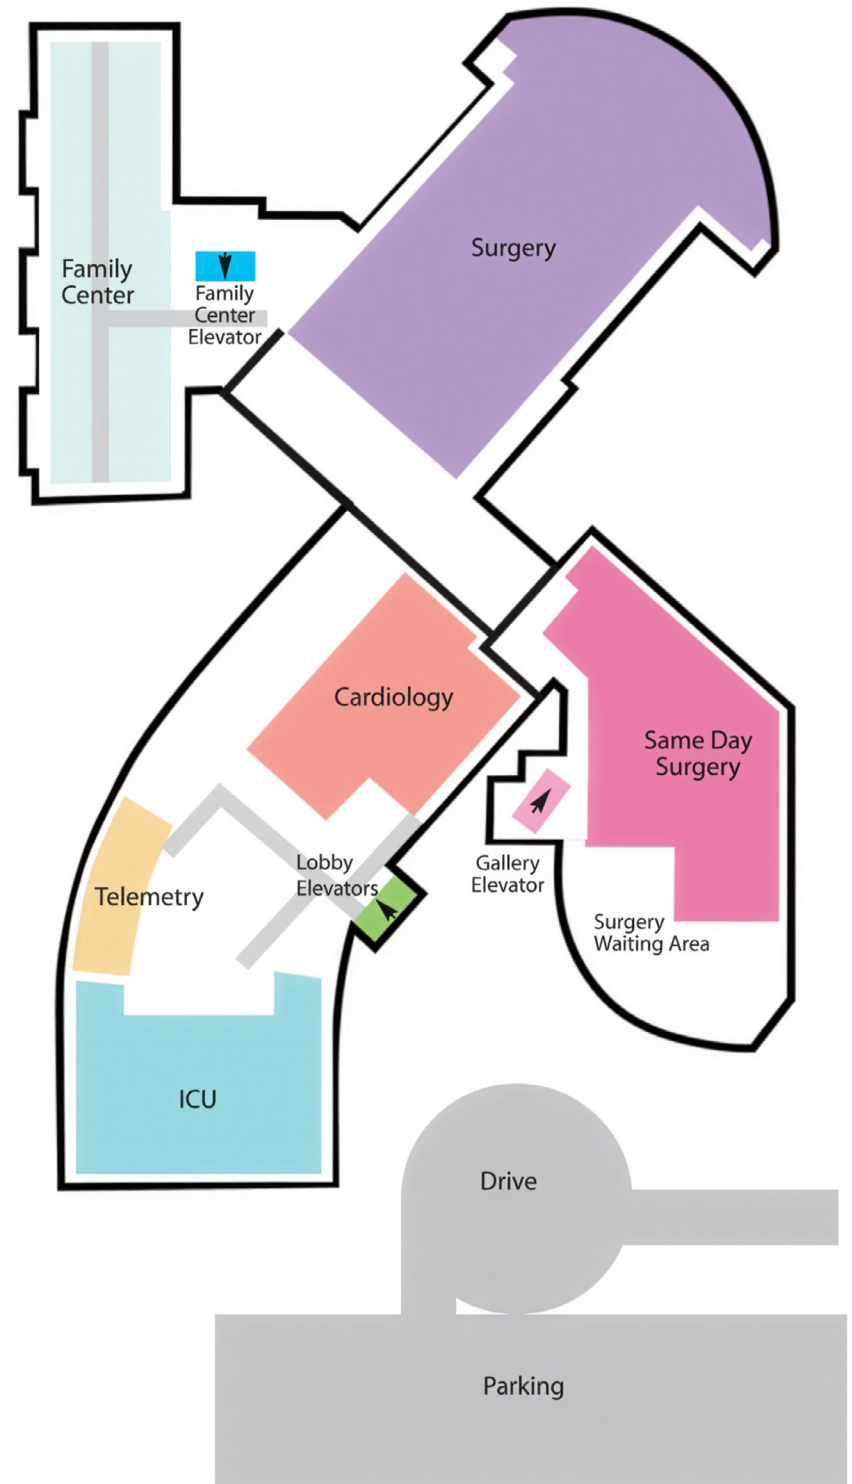 Surgery
Family
Center
Family
Center
Elevator
Cardiology
Same Day
Surgery
Lobby
Elevators
Gallery
Elevator
Telemetry
Surgery
Waiting Area
ICU
Drive
Parking